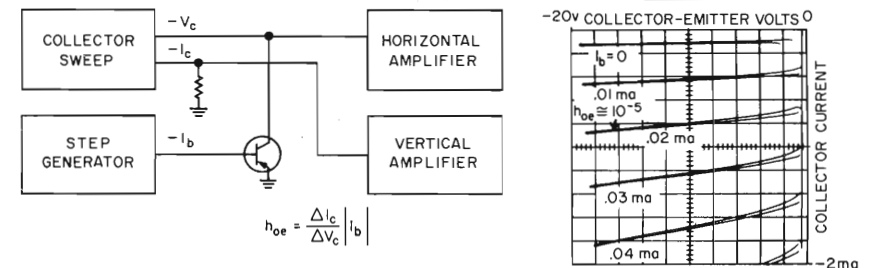 COLLECTOR
SWEEP
-Vc
-Ic
HORIZONTAL
AMPLIFIER
STEP
GENERATOR
-Ib
VERTICAL
AMPLIFIER
hoe = ΔIc / ΔVc | Ib |
-20v COLLECTOR-EMITTER VOLTS 0
Ib=0
.01 ma
hoe ≅ 10⁻⁵
.02 ma
.03 ma
.04 ma
COLLECTOR CURRENT
-2ma